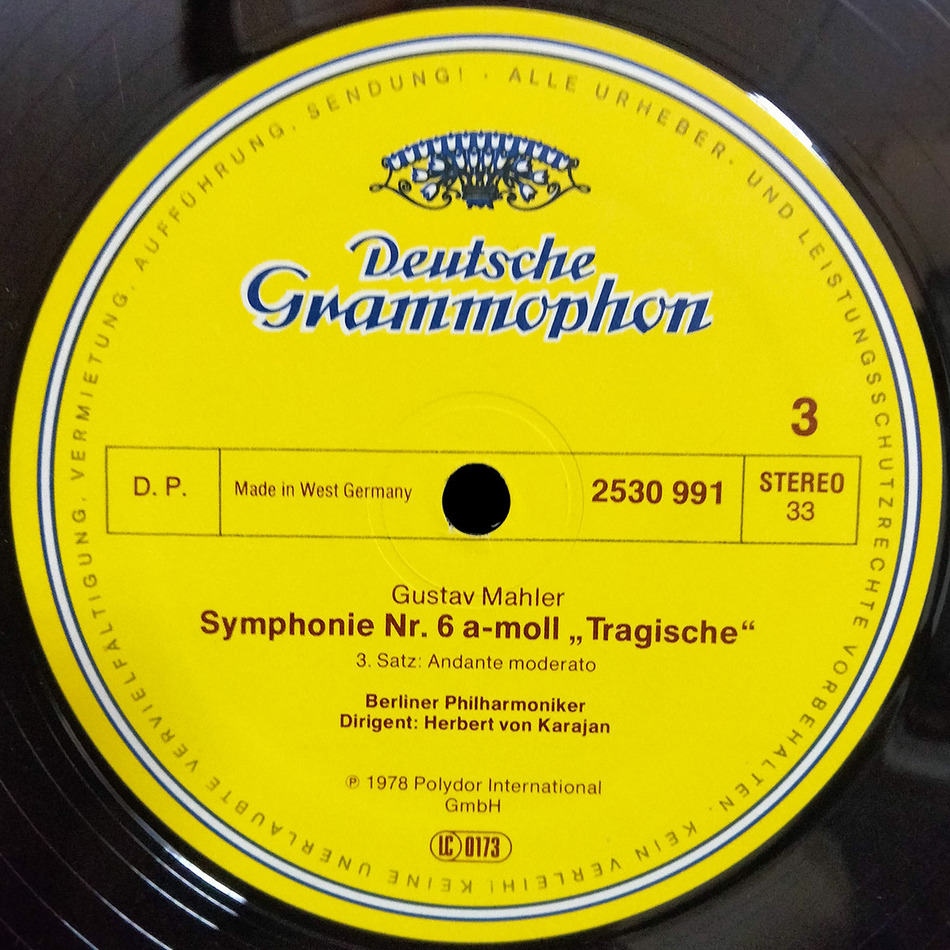 Deutsche
Grammophon
3
D. P.
Made in West Germany
2530 991
STEREO
33
Gustav Mahler
Symphonie Nr. 6 a-moll „Tragische“
3. Satz: Andante moderato
Berliner Philharmoniker
Dirigent: Herbert von Karajan
℗ 1978 Polydor International
GmbH
LC 0173
ALLE URHEBER- UND LEISTUNGSSCHUTZRECHTE VORBEHALTEN. KEIN VERLEIH! KEINE UNERLAUBTE VERVIELFÄLTIGUNG, VERMIETUNG, AUFFÜHRUNG, SENDUNG! ·